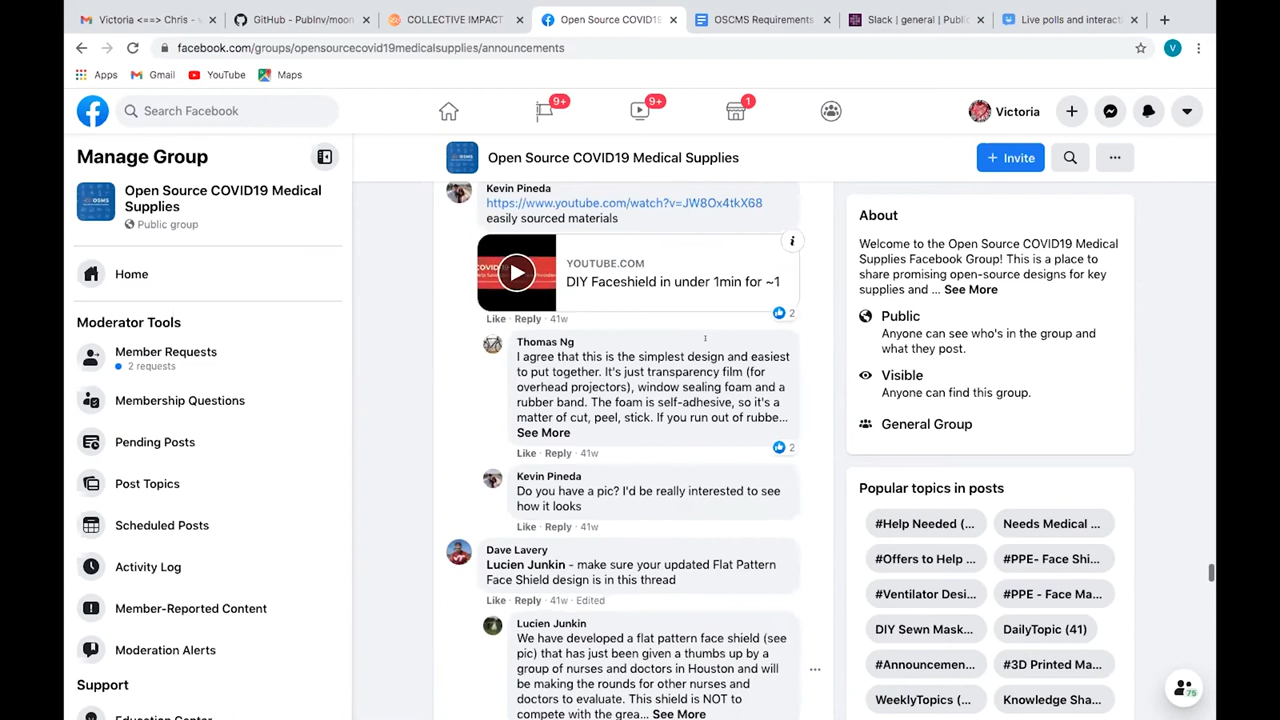 Victoria <==> Chris -
GitHub - PubInv/moon
COLLECTIVE IMPACT
Open Source COVID19
OSCMS Requirements
Slack | general | Public
Live polls and interact
facebook.com/groups/opensourcecovid19medicalsupplies/announcements
V
Apps
Gmail
YouTube
Maps
Search Facebook
9+
9+
1
Victoria
Manage Group
Open Source COVID19 Medical
Supplies
Public group
Home
Moderator Tools
Member Requests
2 requests
Membership Questions
Pending Posts
Post Topics
Scheduled Posts
Activity Log
Member-Reported Content
Moderation Alerts
Support
Open Source COVID19 Medical Supplies
+ Invite
Kevin Pineda
https://www.youtube.com/watch?v=JW8Ox4tkX68
easily sourced materials
YOUTUBE.COM
DIY Faceshield in under 1min for ~1
Like · Reply · 41w
2
Thomas Ng
I agree that this is the simplest design and easiest
to put together. It's just transparency film (for
overhead projectors), window sealing foam and a
rubber band. The foam is self-adhesive, so it's a
matter of cut, peel, stick. If you run out of rubbe...
See More
2
Like · Reply · 41w
Kevin Pineda
Do you have a pic? I'd be really interested to see
how it looks
Like · Reply · 41w
Dave Lavery
Lucien Junkin - make sure your updated Flat Pattern
Face Shield design is in this thread
Like · Reply · 41w · Edited
Lucien Junkin
We have developed a flat pattern face shield (see
pic) that has just been given a thumbs up by a
group of nurses and doctors in Houston and will
be making the rounds for other nurses and
doctors to evaluate. This shield is NOT to
compete with the grea... See More
About
Welcome to the Open Source COVID19 Medical
Supplies Facebook Group! This is a place to
share promising open-source designs for key
supplies and ... See More
Public
Anyone can see who's in the group and
what they post.
Visible
Anyone can find this group.
General Group
Popular topics in posts
#Help Needed (...
Needs Medical ...
#Offers to Help ...
#PPE- Face Shi...
#Ventilator Desi...
#PPE - Face Ma...
DIY Sewn Mask...
DailyTopic (41)
#Announcemen...
#3D Printed Ma...
WeeklyTopics (...
Knowledge Sha...
75